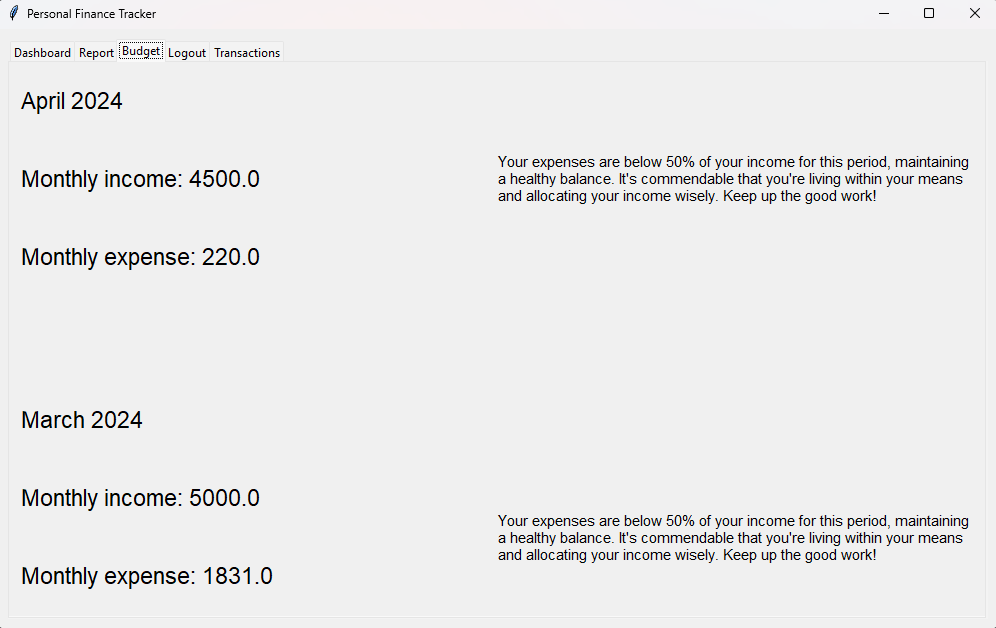 Personal Finance Tracker
Dashboard Report Budget Logout Transactions
April 2024
Monthly income: 4500.0
Your expenses are below 50% of your income for this period, maintaining
a healthy balance. It's commendable that you're living within your means
and allocating your income wisely. Keep up the good work!
Monthly expense: 220.0
March 2024
Monthly income: 5000.0
Your expenses are below 50% of your income for this period, maintaining
a healthy balance. It's commendable that you're living within your means
and allocating your income wisely. Keep up the good work!
Monthly expense: 1831.0